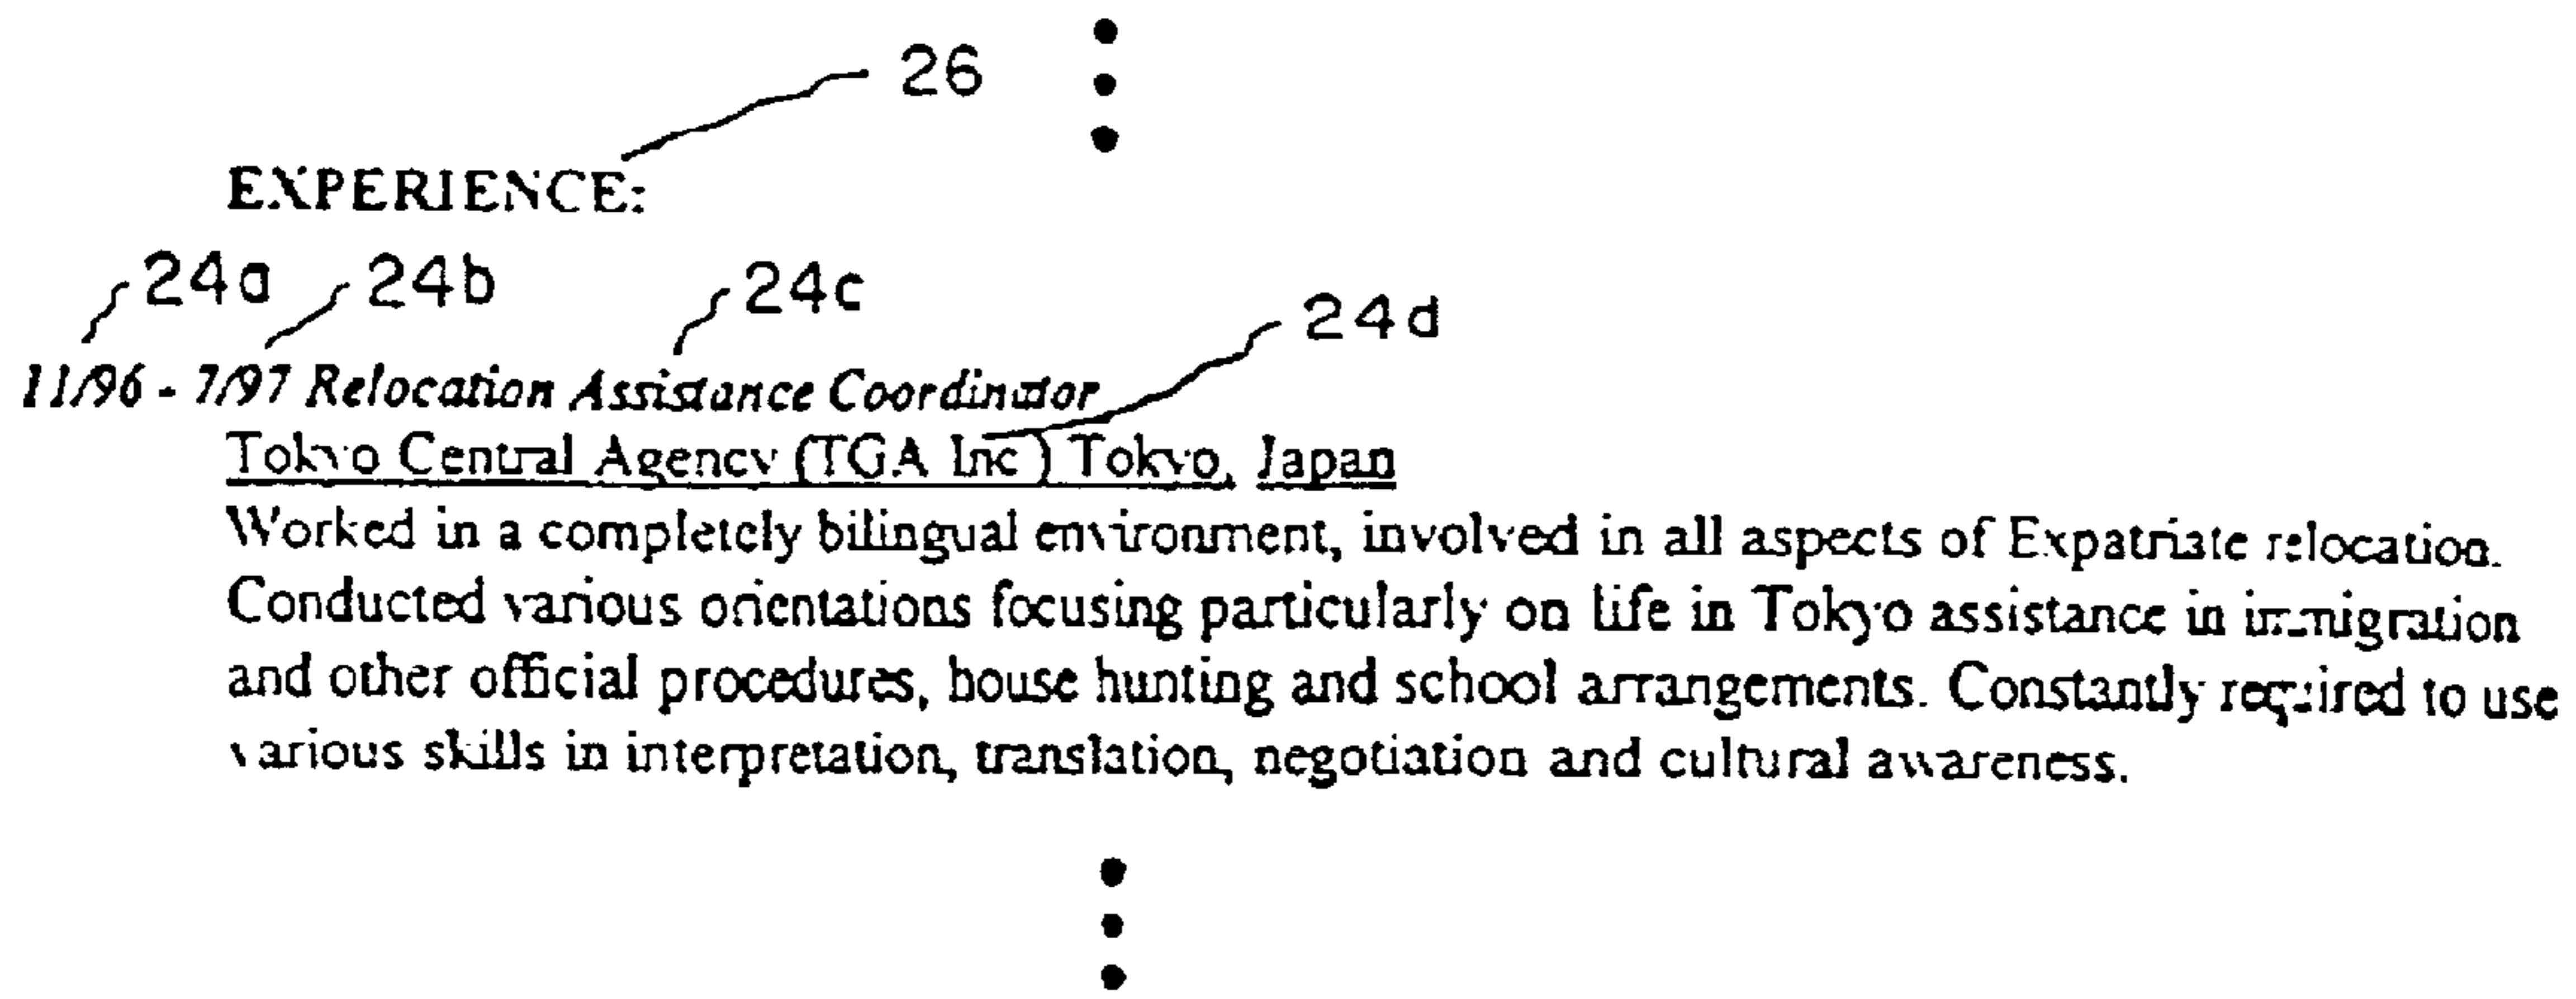 26
EXPERIENCE:
24a 24b 24c 24d
11/96 - 7/97 Relocation Assistance Coordinator
Tokyo Central Agency (TGA Inc) Tokyo, Japan
Worked in a completely bilingual environment, involved in all aspects of Expatriate relocation.
Conducted various orientations focusing particularly on life in Tokyo assistance in immigration
and other official procedures, house hunting and school arrangements. Constantly required to use
various skills in interpretation, translation, negotiation and cultural awareness.